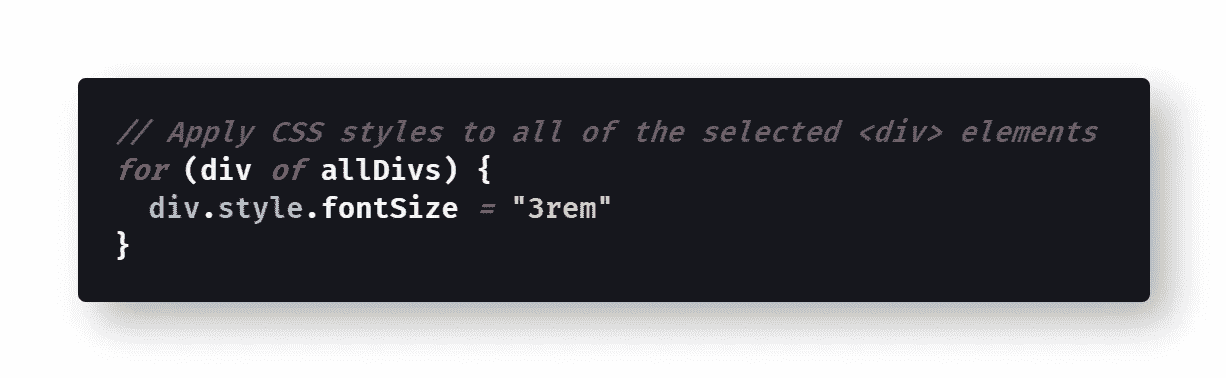 // Apply CSS styles to all of the selected <div> elements
for (div of allDivs) {
  div.style.fontSize = "3rem"
}